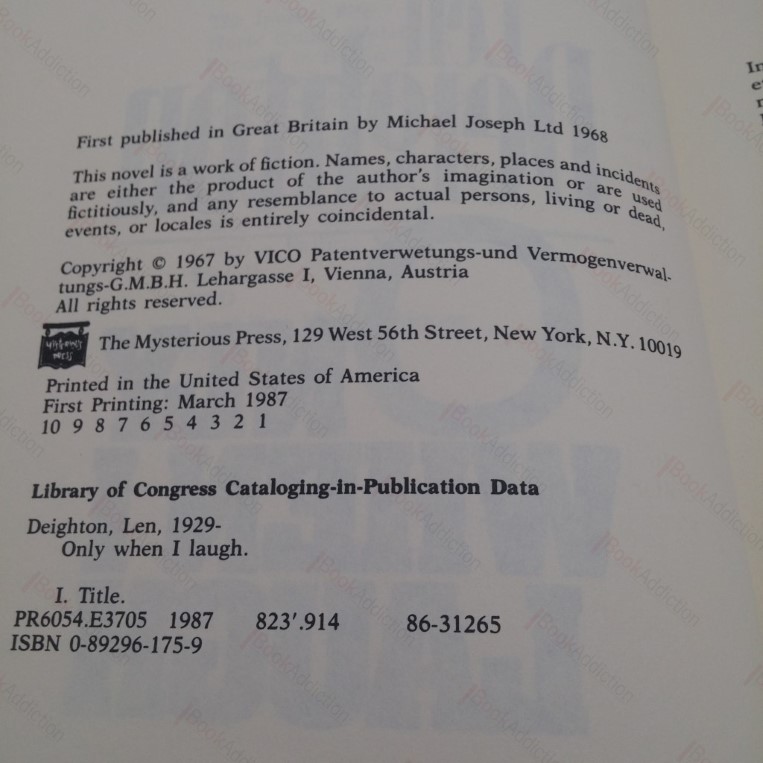 First published in Great Britain by Michael Joseph Ltd 1968
This novel is a work of fiction. Names, characters, places and incidents
are either the product of the author's imagination or are used
fictitiously, and any resemblance to actual persons, living or dead,
events, or locales is entirely coincidental.
Copyright © 1967 by VICO Patentverwetungs-und Vermogenverwal-
tungs-G.M.B.H. Lehargasse I, Vienna, Austria
All rights reserved.
The Mysterious Press, 129 West 56th Street, New York, N.Y. 10019
Printed in the United States of America
First Printing: March 1987
10 9 8 7 6 5 4 3 2 1
Library of Congress Cataloging-in-Publication Data
Deighton, Len, 1929-
Only when I laugh.
I. Title.
PR6054.E3705 1987 823'.914 86-31265
ISBN 0-89296-175-9
BookAddiction